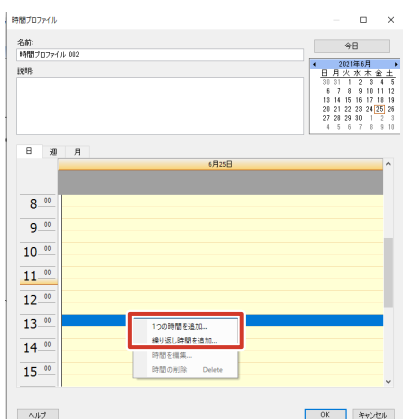 時間プロファイル
名前:
時間プロファイル 002
説明:
今日
2021年6月
日 月 火 水 木 金 土
30 31 1 2 3 4 5
6 7 8 9 10 11 12
13 14 15 16 17 18 19
20 21 22 23 24 25 26
27 28 29 30 1 2 3
4 5 6 7 8 9 10
日 週 月
6月25日
8 00
9 00
10 00
11 00
12 00
13 00
14 00
15 00
1つの時間を追加...
繰り返し時間を追加...
時間を編集...
時間の削除 Delete
ヘルプ
OK
キャンセル